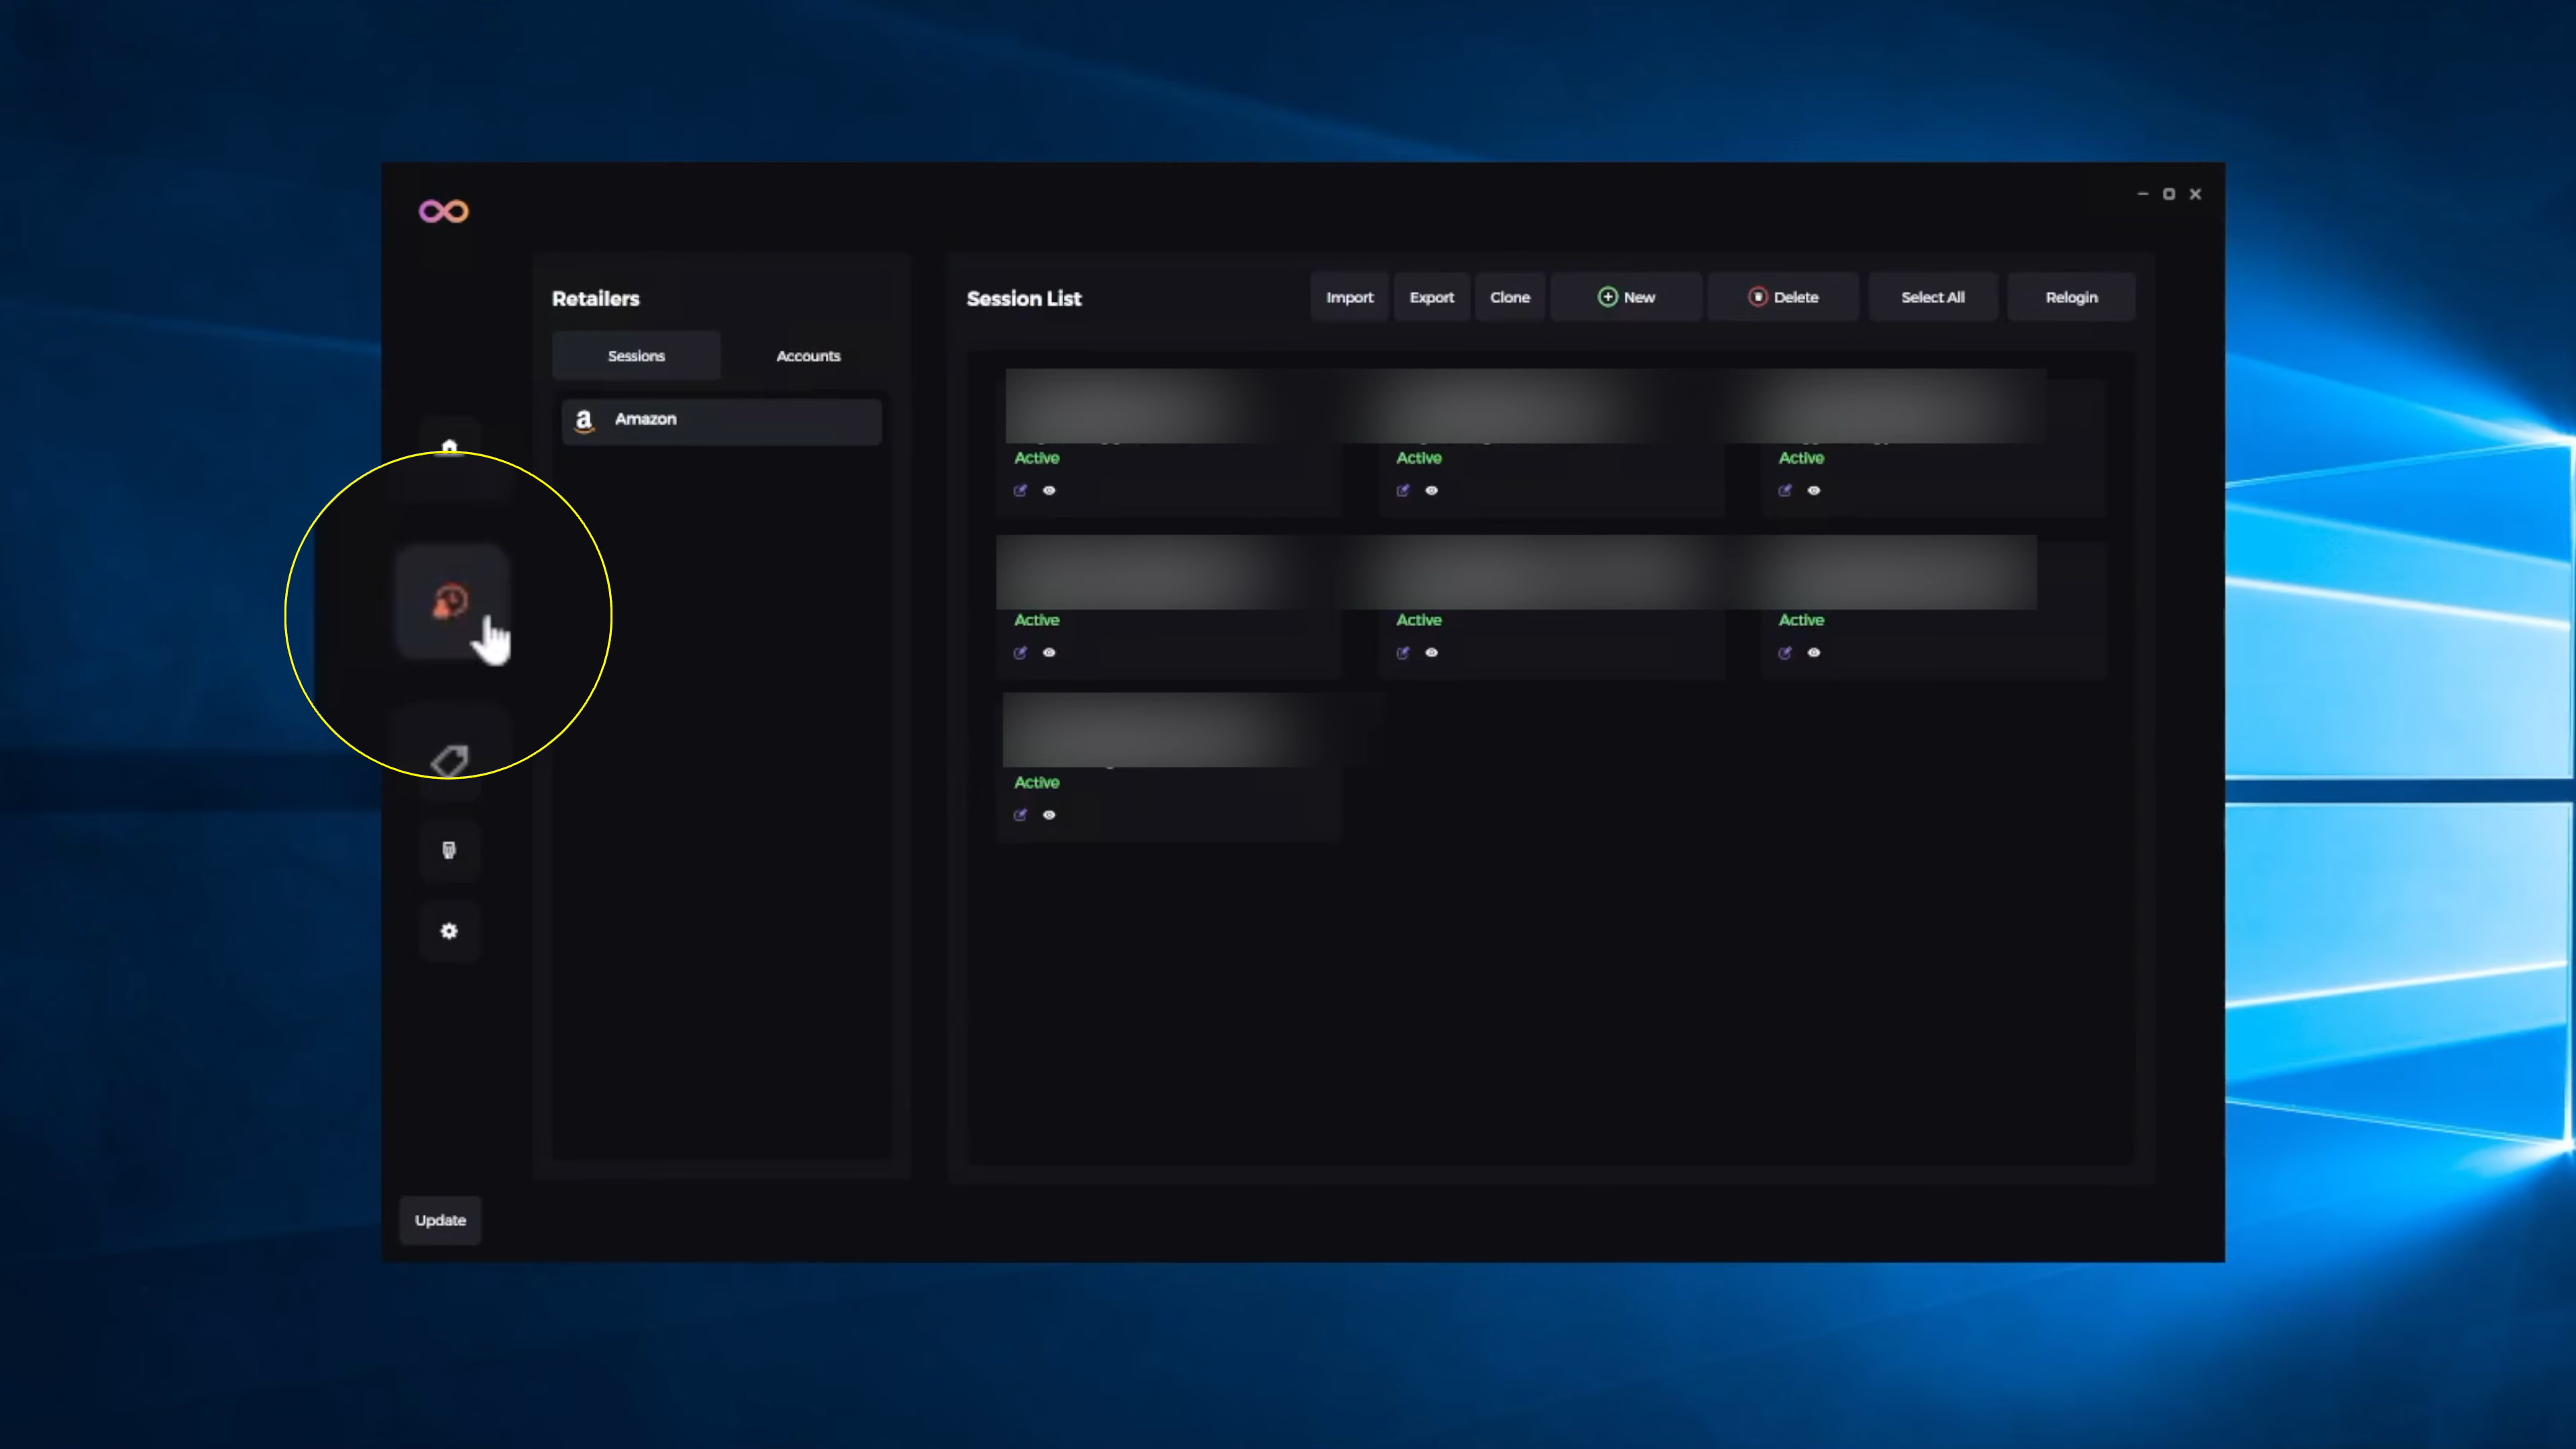 Retailers
Sessions Accounts
Amazon
Session List
Import Export Clone New Delete Select All Relogin
Active Active Active
Active Active Active
Active
Update